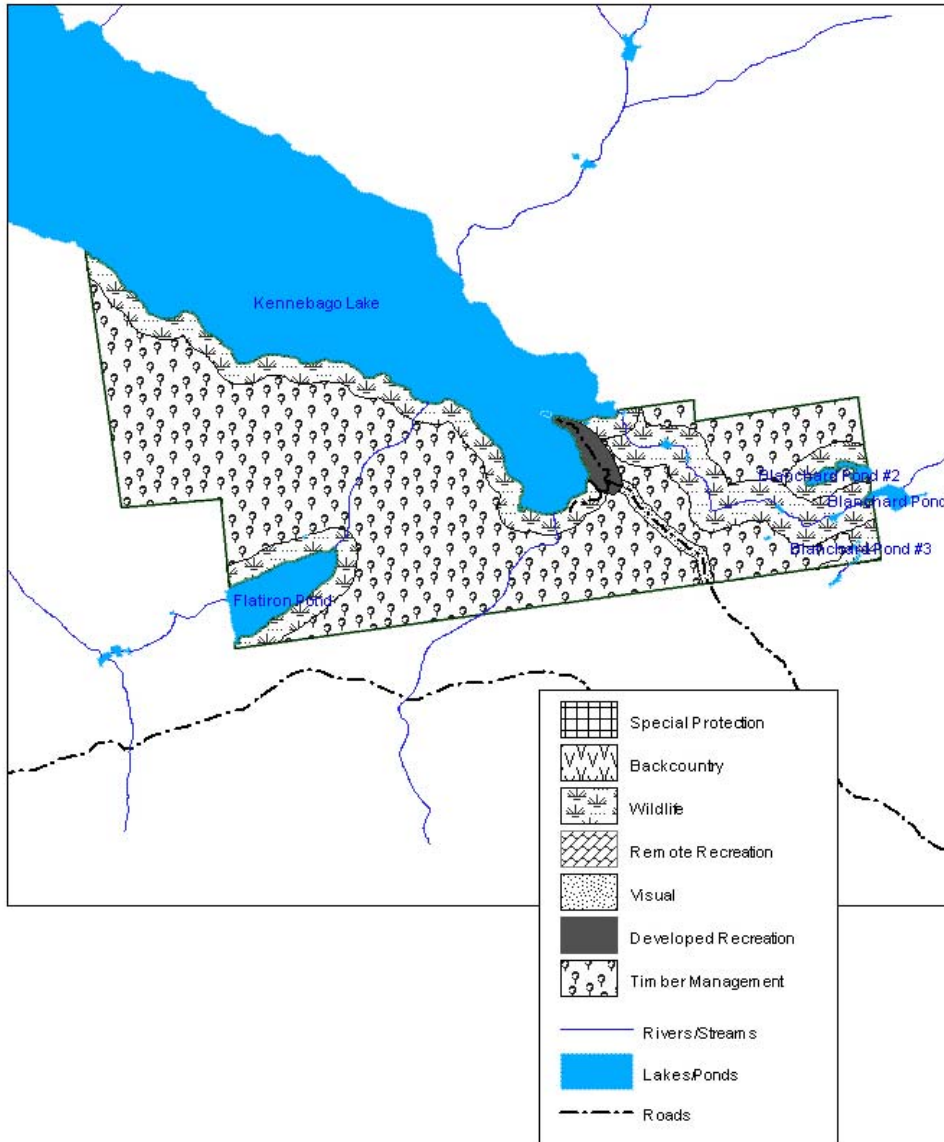 Kennebago Lake
Blanchard Pond #2
Blanchard Pond
Blanchard Pond #3
Flatiron Pond
Special Protection
Backcountry
Wildlife
Remote Recreation
Visual
Developed Recreation
Timber Management
Rivers/Streams
Lakes/Ponds
Roads